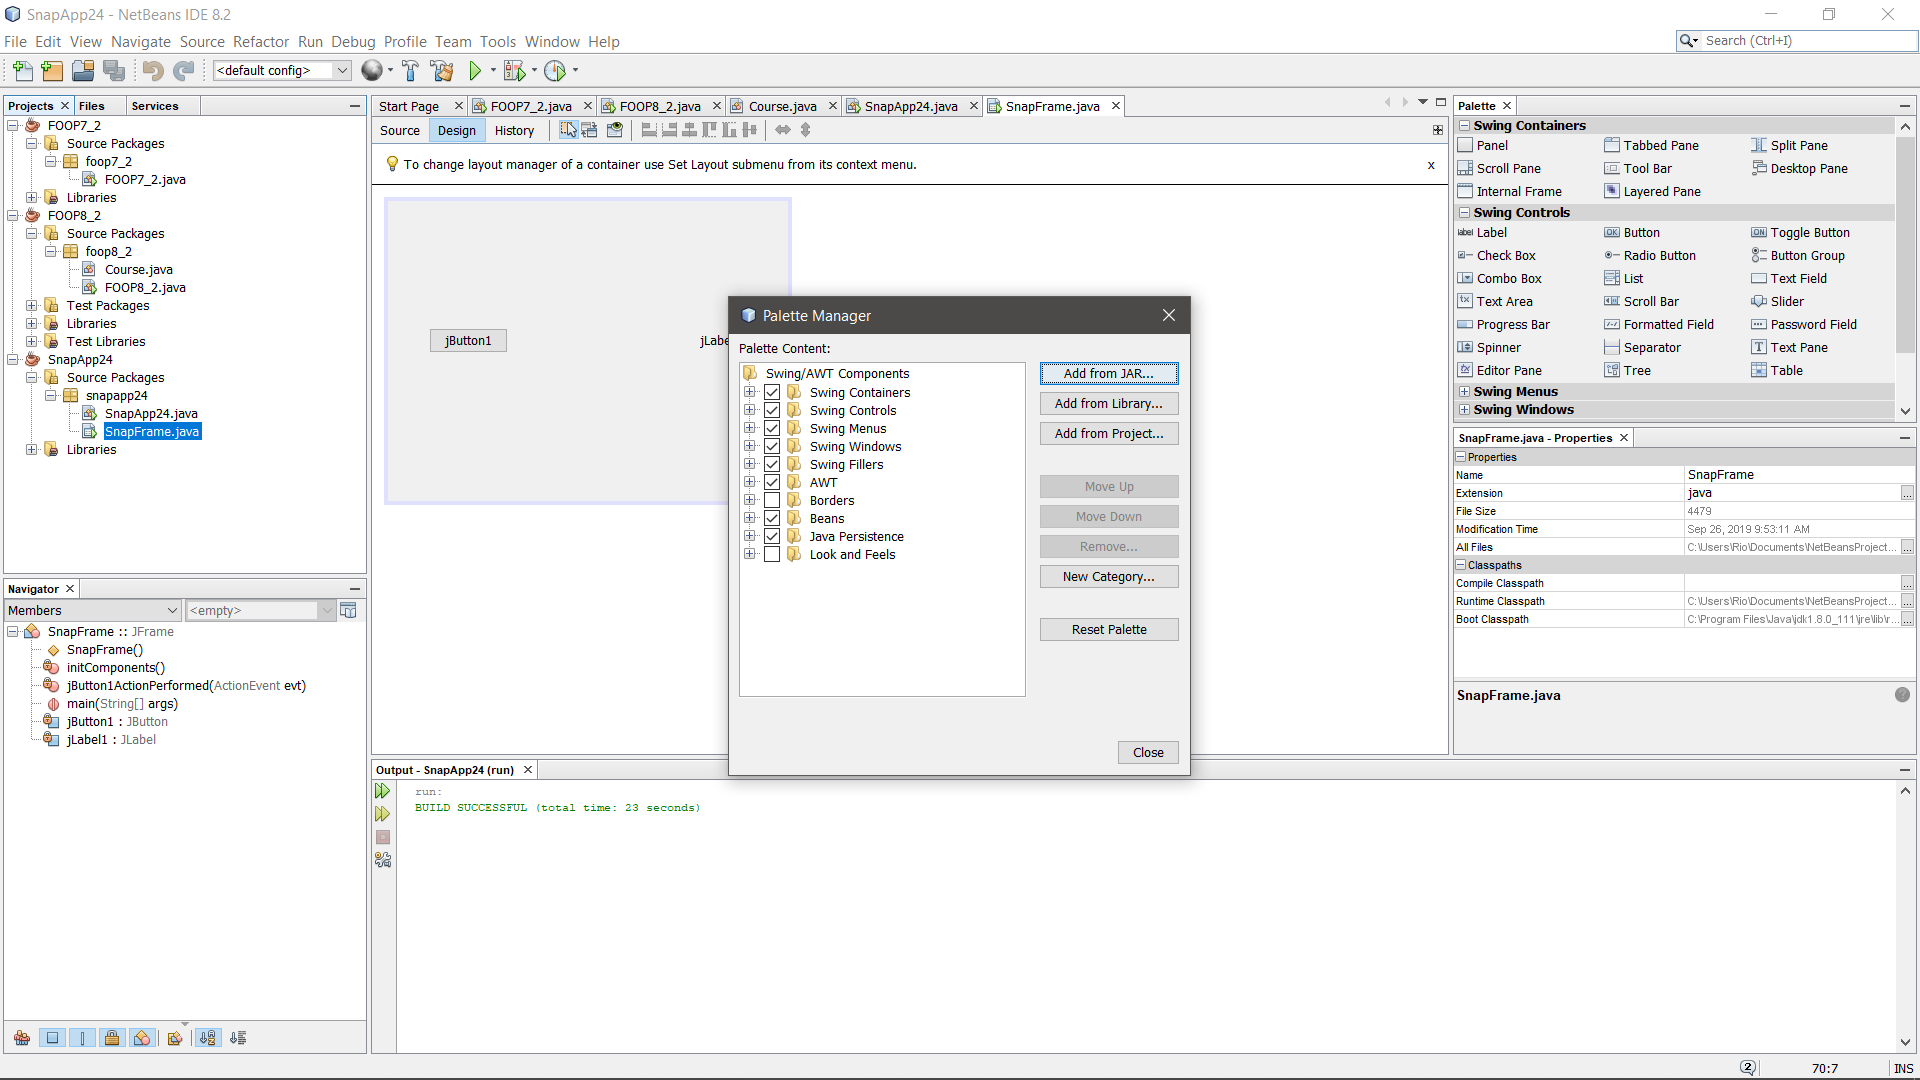 SnapApp24 - NetBeans IDE 8.2
File Edit View Navigate Source Refactor Run Debug Profile Team Tools Window Help
Search (Ctrl+I)
<default config>
Projects Files Services
FOOP7_2
Source Packages
foop7_2
FOOP7_2.java
Libraries
FOOP8_2
Source Packages
foop8_2
Course.java
FOOP8_2.java
Test Packages
Libraries
Test Libraries
SnapApp24
Source Packages
snapapp24
SnapApp24.java
SnapFrame.java
Libraries
Navigator
Members <empty>
SnapFrame :: JFrame
SnapFrame()
initComponents()
jButton1ActionPerformed(ActionEvent evt)
main(String[] args)
jButton1 : JButton
jLabel1 : JLabel
Start Page FOOP7_2.java FOOP8_2.java Course.java SnapApp24.java SnapFrame.java
Source Design History
To change layout manager of a container use Set Layout submenu from its context menu. x
jButton1
jLabe
Palette Manager
Palette Content:
Swing/AWT Components
Swing Containers
Swing Controls
Swing Menus
Swing Windows
Swing Fillers
AWT
Borders
Beans
Java Persistence
Look and Feels
Add from JAR...
Add from Library...
Add from Project...
Move Up
Move Down
Remove...
New Category...
Reset Palette
Close
Output - SnapApp24 (run)
run:
BUILD SUCCESSFUL (total time: 23 seconds)
Palette
Swing Containers
Panel Tabbed Pane Split Pane
Scroll Pane Tool Bar Desktop Pane
Internal Frame Layered Pane
Swing Controls
label Label OK Button ON Toggle Button
Check Box Radio Button Button Group
Combo Box List Text Field
Text Area Scroll Bar Slider
Progress Bar Formatted Field Password Field
Spinner Separator Text Pane
Editor Pane Tree Table
Swing Menus
Swing Windows
SnapFrame.java - Properties
Properties
Name SnapFrame
Extension java ...
File Size 4479
Modification Time Sep 26, 2019 9:53:11 AM
All Files C:\Users\Rio\Documents\NetBeansProject... ...
Classpaths
Compile Classpath ...
Runtime Classpath C:\Users\Rio\Documents\NetBeansProject... ...
Boot Classpath C:\Program Files\Java\jdk1.8.0_111\jre\lib\r... ...
SnapFrame.java
2 70:7 INS